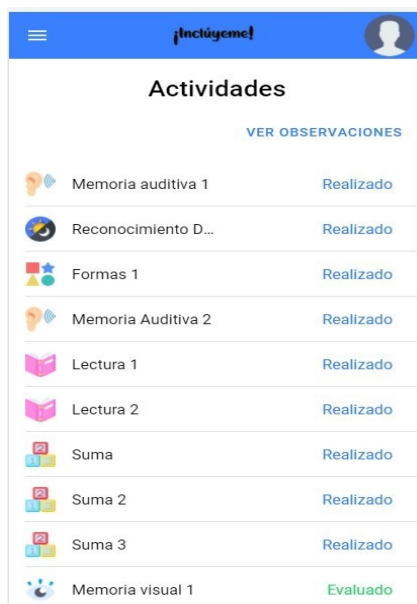 ¡Inclúyeme!
Actividades
VER OBSERVACIONES
Memoria auditiva 1 Realizado
Reconocimiento D... Realizado
Formas 1 Realizado
Memoria Auditiva 2 Realizado
Lectura 1 Realizado
Lectura 2 Realizado
Suma Realizado
Suma 2 Realizado
Suma 3 Realizado
Memoria visual 1 Evaluado